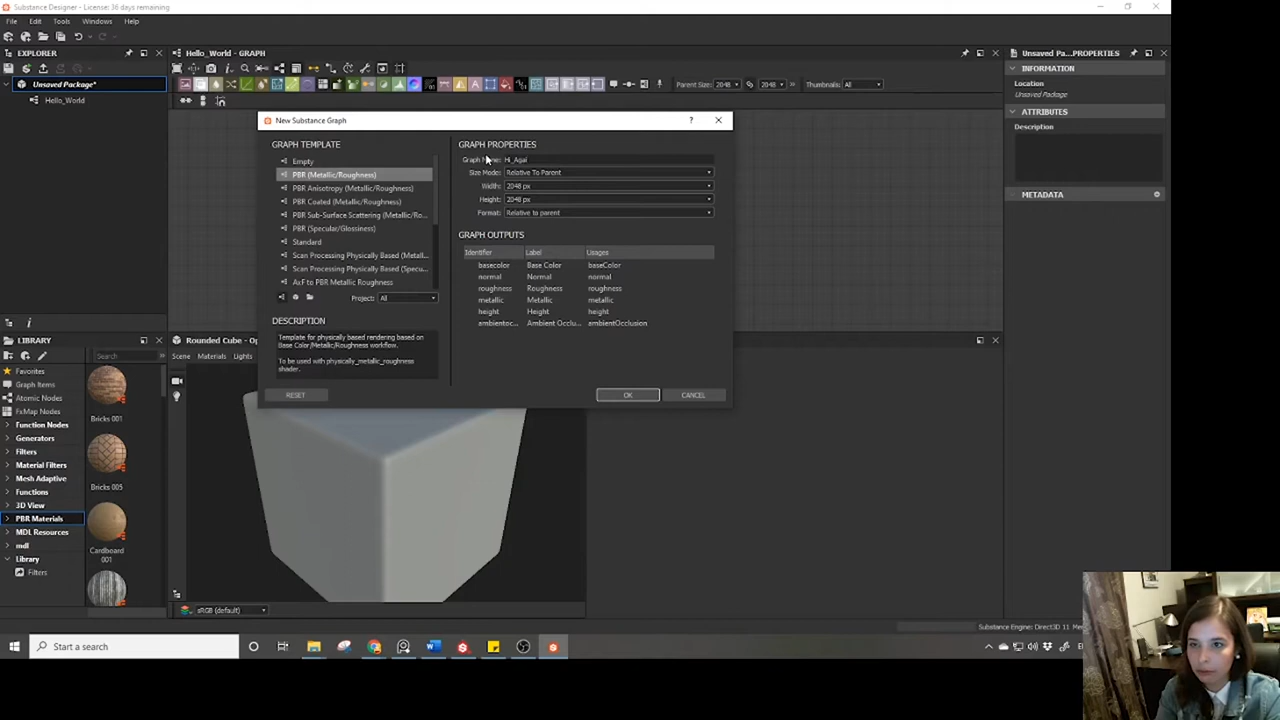 Substance Designer - License: 36 days remaining
File Edit Tools Windows Help
EXPLORER
Unsaved Package*
Hello_World
Hello_World - GRAPH
Parent Size: 2048 2048 Thumbnails: All
New Substance Graph ?
GRAPH TEMPLATE
Empty
PBR (Metallic/Roughness)
PBR Anisotropy (Metallic/Roughness)
PBR Coated (Metallic/Roughness)
PBR Sub-Surface Scattering (Metallic/Ro...
PBR (Specular/Glossiness)
Standard
Scan Processing Physically Based (Metall...
Scan Processing Physically Based (Specu...
AxF to PBR Metallic Roughness
Project: All
DESCRIPTION
Template for physically based rendering based on
Base Color/Metallic/Roughness workflow.
To be used with physically_metallic_roughness
shader.
RESET
GRAPH PROPERTIES
Graph Name: Hi_Agai
Size Mode: Relative To Parent
Width: 2048 px
Height: 2048 px
Format: Relative to parent
GRAPH OUTPUTS
Identifier Label Usages
basecolor Base Color baseColor
normal Normal normal
roughness Roughness roughness
metallic Metallic metallic
height Height height
ambientoc... Ambient Occlu... ambientOcclusion
OK CANCEL
Unsaved Pa...PROPERTIES
INFORMATION
Location
Unsaved Package
ATTRIBUTES
Description
METADATA
LIBRARY
Search
Favorites
Graph Items
Atomic Nodes
FxMap Nodes
Function Nodes
Generators
Filters
Material Filters
Mesh Adaptive
Functions
3D View
PBR Materials
MDL Resources
mdl
Library
Filters
Bricks 001
Bricks 005
Cardboard
001
Rounded Cube - Op
Scene Materials Lights
sRGB (default)
Substance Engine: Direct3D 11 Mem
Start a search